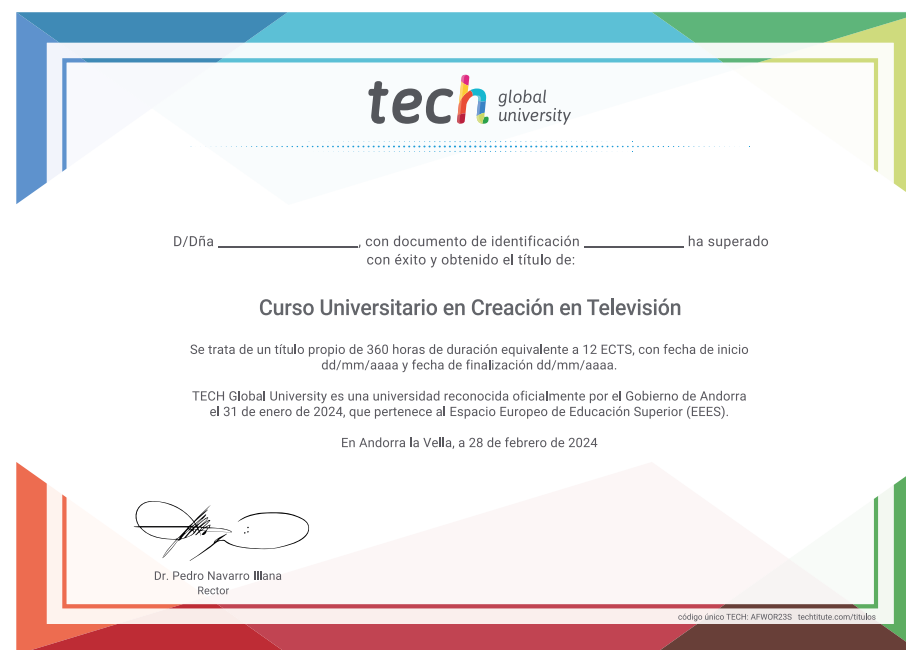 tech global university
D/Dña ____________, con documento de identificación ____________ ha superado
con éxito y obtenido el título de:
Curso Universitario en Creación en Televisión
Se trata de un título propio de 360 horas de duración equivalente a 12 ECTS, con fecha de inicio
dd/mm/aaaa y fecha de finalización dd/mm/aaaa.
TECH Global University es una universidad reconocida oficialmente por el Gobierno de Andorra
el 31 de enero de 2024, que pertenece al Espacio Europeo de Educación Superior (EEES).
En Andorra la Vella, a 28 de febrero de 2024
Dr. Pedro Navarro Illana
Rector
código único TECH: AFWOR23S techtitute.com/titulos